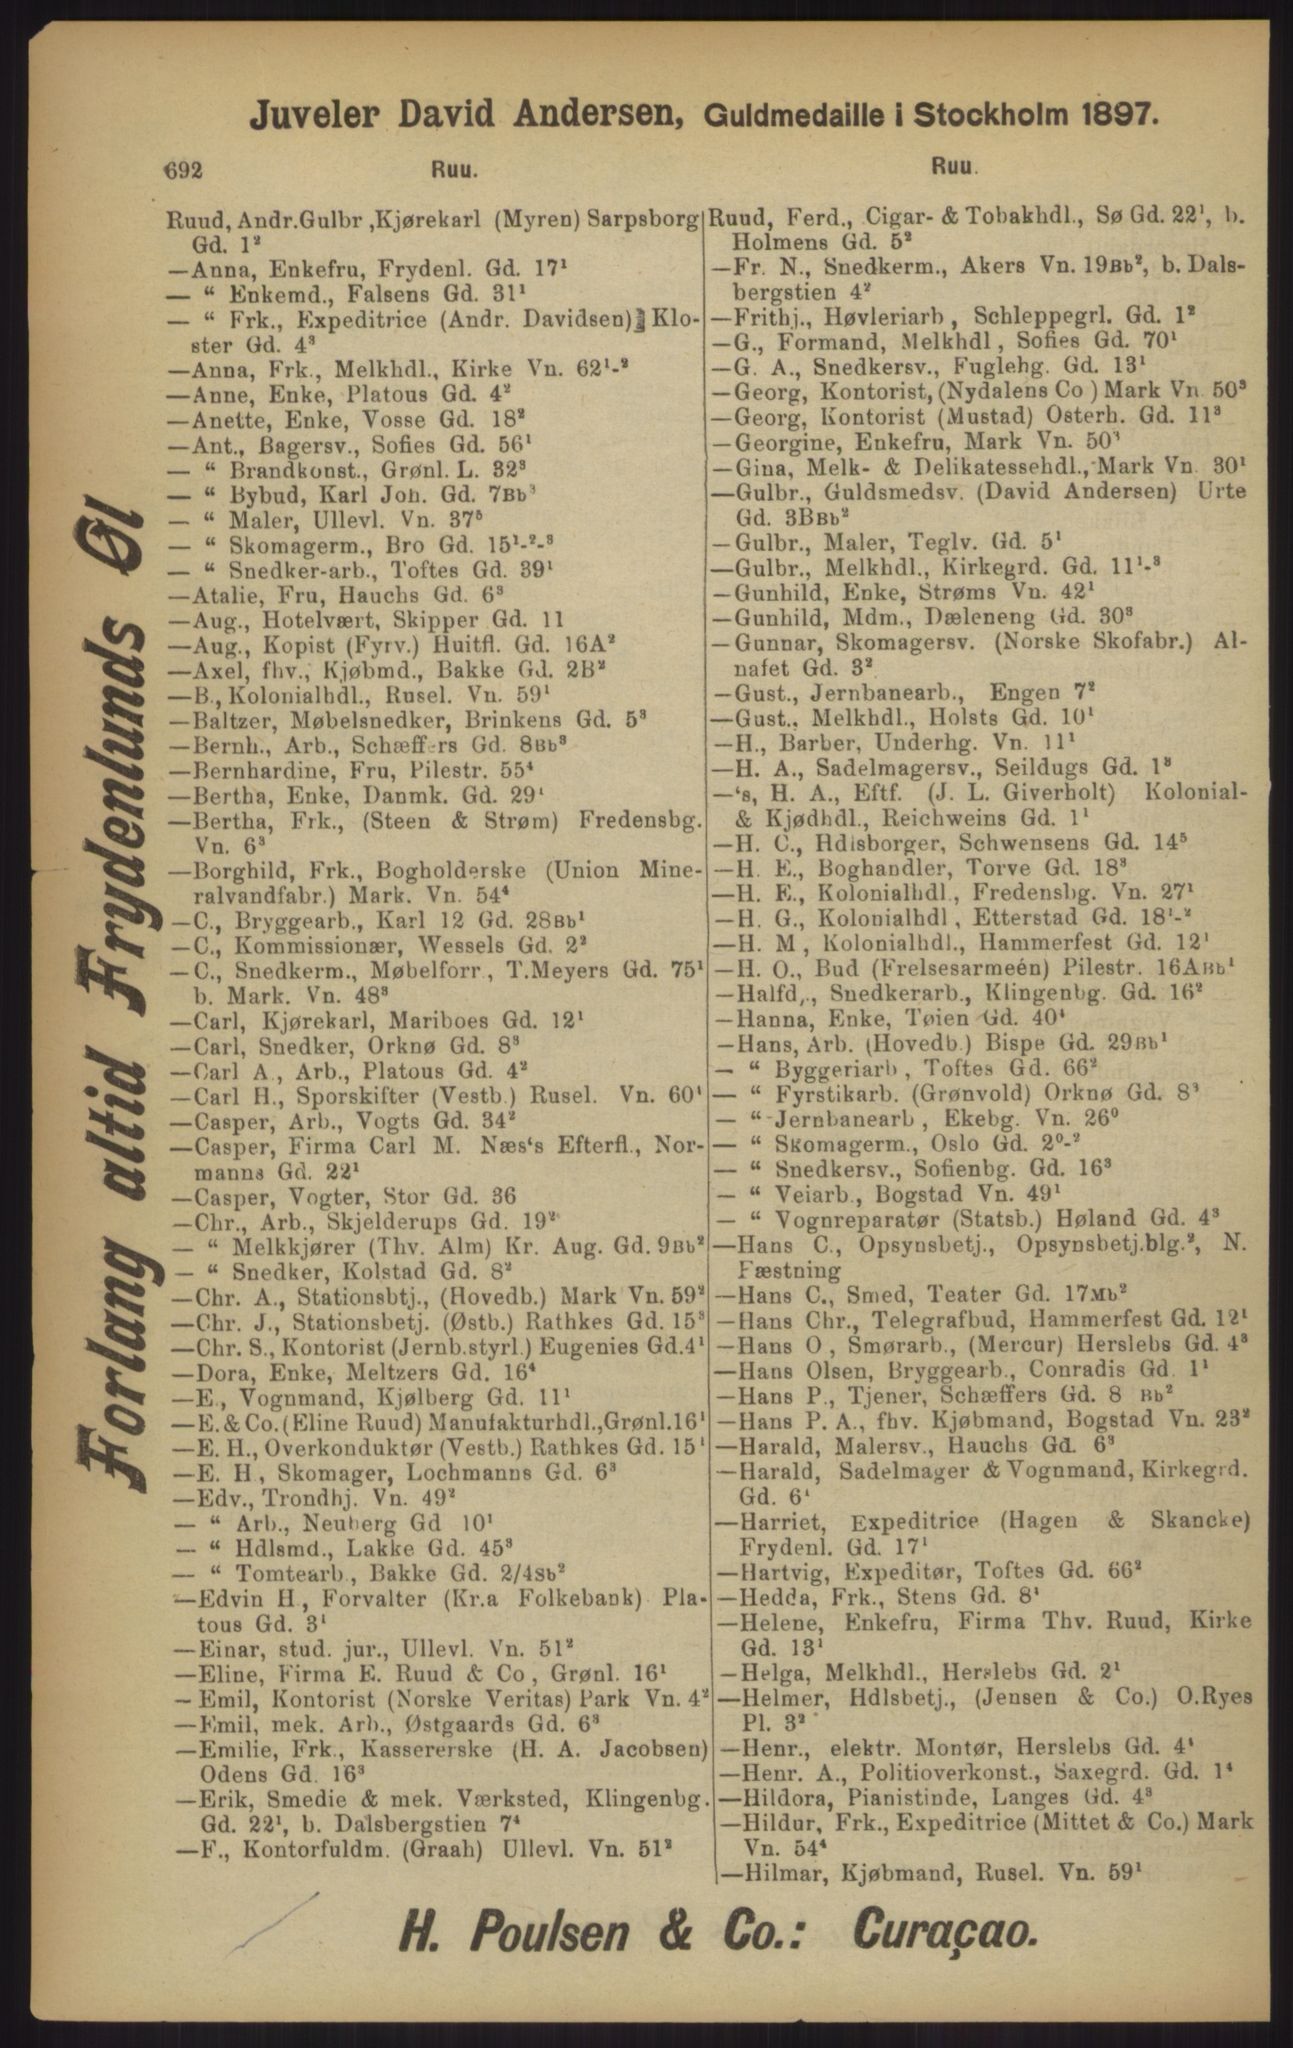 Juveler David Andersen, Guldmedaille i Stockholm 1897.
692 Ruu. Ruu.
Ruud, Andr.Gulbr ,Kjørekarl (Myren) Sarpsborg
Gd. 1²
—Anna, Enkefru, Frydenl. Gd. 17¹
— “ Enkemd., Falsens Gd. 31¹
— “ Frk., Expeditrice (Andr. Davidsen) Klo-
ster Gd. 4³
—Anna, Frk., Melkhdl., Kirke Vn. 62¹-²
—Anne, Enke, Platous Gd. 4²
—Anette, Enke, Vosse Gd. 18²
—Ant., Bagersv., Sofies Gd. 56¹
— “ Brandkonst., Grønl. L. 32³
— “ Bybud, Karl Joh. Gd. 7Bb³
— “ Maler, Ullevl. Vn. 37⁵
— “ Skomagerm., Bro Gd. 15¹-²-³
— “ Snedker-arb., Toftes Gd. 39¹
—Atalie, Fru, Hauchs Gd. 6³
—Aug., Hotelvært, Skipper Gd. 11
—Aug., Kopist (Fyrv.) Huitfl. Gd. 16A²
—Axel, fhv., Kjøbmd., Bakke Gd. 2B²
—B., Kolonialhdl., Rusel. Vn. 59¹
—Baltzer, Møbelsnedker, Brinkens Gd. 5³
—Bernh., Arb., Schæffers Gd. 8Bb³
—Bernhardine, Fru, Pilestr. 55⁴
—Bertha, Enke, Danmk. Gd. 29¹
—Bertha, Frk., (Steen & Strøm) Fredensbg.
Vn. 6³
—Borghild, Frk., Bogholderske (Union Mine-
ralvandfabr.) Mark. Vn. 54⁴
—C., Bryggearb., Karl 12 Gd. 28Bb¹
—C., Kommissionær, Wessels Gd. 2²
—C., Snedkerm., Møbelforr., T.Meyers Gd. 75¹
b. Mark. Vn. 48³
—Carl, Kjørekarl, Mariboes Gd. 12¹
—Carl, Snedker, Orknø Gd. 8³
—Carl A., Arb., Platous Gd. 4²
—Carl H., Sporskifter (Vestb.) Rusel. Vn. 60¹
—Casper, Arb., Vogts Gd. 34²
—Casper, Firma Carl M. Næs‘s Efterfl., Nor-
manns Gd. 22¹
—Casper, Vogter, Stor Gd. 36
—Chr., Arb., Skjelderups Gd. 19²
— “ Melkkjører (Thv. Alm) Kr. Aug. Gd. 9Bb²
— “ Snedker, Kolstad Gd. 8²
—Chr. A., Stationsbtj., (Hovedb.) Mark Vn. 59²
—Chr. J., Stationsbetj. (Østb.) Rathkes Gd. 15³
—Chr. S., Kontorist (Jernb.styrl.) Eugenies Gd.4¹
—Dora, Enke, Meltzers Gd. 16⁴
—E., Vognmand, Kjølberg Gd. 11¹
—E. & Co. (Eline Ruud) Manufakturhdl.,Grønl.16¹
—E. H., Overkonduktør (Vestb.) Rathkes Gd. 15¹
—E. H , Skomager, Lochmanns Gd. 6³
—Edv., Trondhj. Vn. 49²
— “ Arb., Neuberg Gd 10¹
— “ Hdlsmd., Lakke Gd. 45³
— “ Tomtearb., Bakke Gd. 2/4Sb²
—Edvin H , Forvalter (Kr.a Folkebank) Pla-
tous Gd. 3¹
—Einar, stud. jur., Ullevl. Vn. 51²
—Eline, Firma E. Ruud & Co , Grønl. 16¹
—Emil, Kontorist (Norske Veritas) Park Vn. 4²
—Emil, mek. Arb., Østgaards Gd. 6³
—Emilie, Frk., Kassererske (H. A. Jacobsen)
Odens Gd. 16³
—Erik, Smedie & mek. Værksted, Klingenbg.
Gd. 22¹, b. Dalsbergstien 7⁴
—F., Kontorfuldm. (Graah) Ullevl. Vn. 51²
Ruud, Ferd., Cigar- & Tobakhdl., Sø Gd. 22¹, b.
Holmens Gd. 5²
—Fr. N., Snedkerm., Akers Vn. 19Bb², b. Dals-
bergstien 4²
—Frithj., Høvleriarb , Schleppegrl. Gd. 1²
—G., Formand, Melkhdl , Sofies Gd. 70¹
—G. A., Snedkersv., Fuglehg. Gd. 13¹
—Georg, Kontorist, (Nydalens Co ) Mark Vn. 50³
—Georg, Kontorist (Mustad) Osterh. Gd. 11³
—Georgine, Enkefru, Mark Vn. 50³
—Gina, Melk- & Delikatessehdl., Mark Vn. 30¹
—Gulbr., Guldsmedsv. (David Andersen) Urte
Gd. 3BBb²
—Gulbr., Maler, Teglv. Gd. 5¹
—Gulbr., Melkhdl., Kirkegrd. Gd. 11¹-³
—Gunhild, Enke, Strøms Vn. 42¹
—Gunhild, Mdm., Dæleneng Gd. 30³
—Gunnar, Skomagersv. (Norske Skofabr.) Al-
nafet Gd. 3²
—Gust., Jernbanearb., Engen 7²
—Gust., Melkhdl., Holsts Gd. 10¹
—H., Barber, Underhg. Vn. 11¹
—H. A., Sadelmagersv., Seildugs Gd. 1³
—‘s, H. A., Eftf. (J. L. Giverholt) Kolonial-
& Kjødhdl., Reichweins Gd. 1¹
—H. C., Hdlsborger, Schwensens Gd. 14⁵
—H. E., Boghandler, Torve Gd. 18³
—H. E., Kolonialhdl., Fredensbg. Vn. 27¹
—H. G., Kolonialhdl , Etterstad Gd. 18¹-²
—H. M , Kolonialhdl., Hammerfest Gd. 12¹
—H. O., Bud (Frelsesarmeén) Pilestr. 16ABb¹
—Halfd., Snedkerarb., Klingenbg. Gd. 16²
—Hanna, Enke, Tøien Gd. 40⁴
—Hans, Arb. (Hovedb.) Bispe Gd. 29Bb¹
— “ Byggeriarb , Toftes Gd. 66²
— “ Fyrstikarb. (Grønvold) Orknø Gd. 8³
— “ Jernbanearb , Ekebg. Vn. 26⁰
— “ Skomagerm., Oslo Gd. 2⁰-²
— “ Snedkersv., Sofienbg. Gd. 16³
— “ Veiarb., Bogstad Vn. 49¹
— “ Vognreparatør (Statsb.) Høland Gd. 4³
—Hans C., Opsynsbetj., Opsynsbetj.blg.², N.
Fæstning
—Hans C., Smed, Teater Gd. 17Mb²
—Hans Chr., Telegrafbud, Hammerfest Gd. 12¹
—Hans O , Smørarb., (Mercur) Herslebs Gd. 4³
—Hans Olsen, Bryggearb., Conradis Gd. 1¹
—Hans P., Tjener, Schæffers Gd. 8 Bb²
—Hans P. A., fhv. Kjøbmand, Bogstad Vn. 23²
—Harald, Malersv., Hauchs Gd. 6³
—Harald, Sadelmager & Vognmand, Kirkegrd.
Gd. 6¹
—Harriet, Expeditrice (Hagen & Skancke)
Frydenl. Gd. 17¹
—Hartvig, Expeditør, Toftes Gd. 66²
—Hedda, Frk., Stens Gd. 8¹
—Helene, Enkefru, Firma Thv. Ruud, Kirke
Gd. 13¹
—Helga, Melkhdl., Herslebs Gd. 2¹
—Helmer, Hdlsbetj., (Jensen & Co.) O.Ryes
Pl. 3²
—Henr., elektr. Montør, Herslebs Gd. 4¹
—Henr. A., Politioverkonst., Saxegrd. Gd. 1⁴
—Hildora, Pianistinde, Langes Gd. 4³
—Hildur, Frk., Expeditrice (Mittet & Co.) Mark
Vn. 54⁴
—Hilmar, Kjøbmand, Rusel. Vn. 59¹
Forlang altid Frydenlunds Øl
H. Poulsen & Co.: Curaçao.